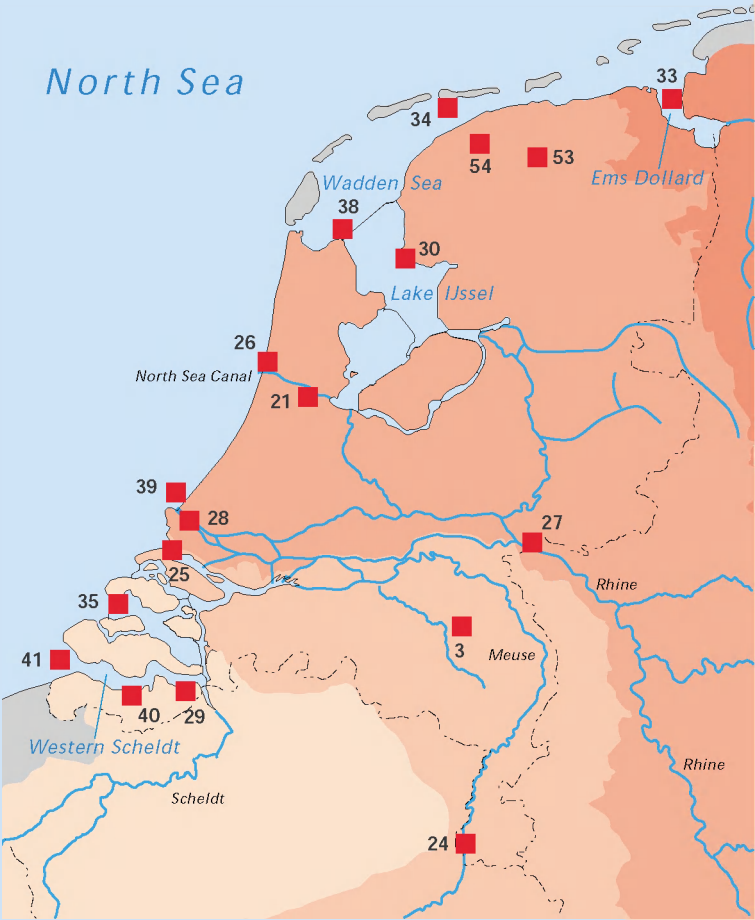 North Sea
33
34
54
53
Ems Dollard
Wadden Sea
38
30
Lake IJssel
26
North Sea Canal
21
39
28
27
25
Rhine
35
3
Meuse
41
40
29
Western Scheldt
Rhine
Scheldt
24